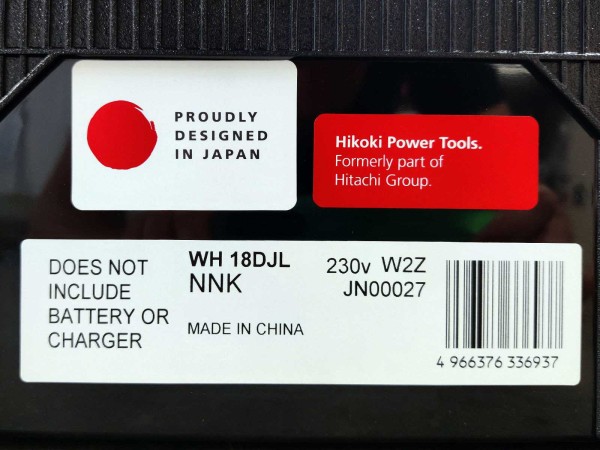 PROUDLY
DESIGNED
IN JAPAN
Hikoki Power Tools.
Formerly part of
Hitachi Group.
DOES NOT
INCLUDE
BATTERY OR
CHARGER
WH 18DJL
NNK
MADE IN CHINA
230v W2Z
JN00027
4 966376 336937